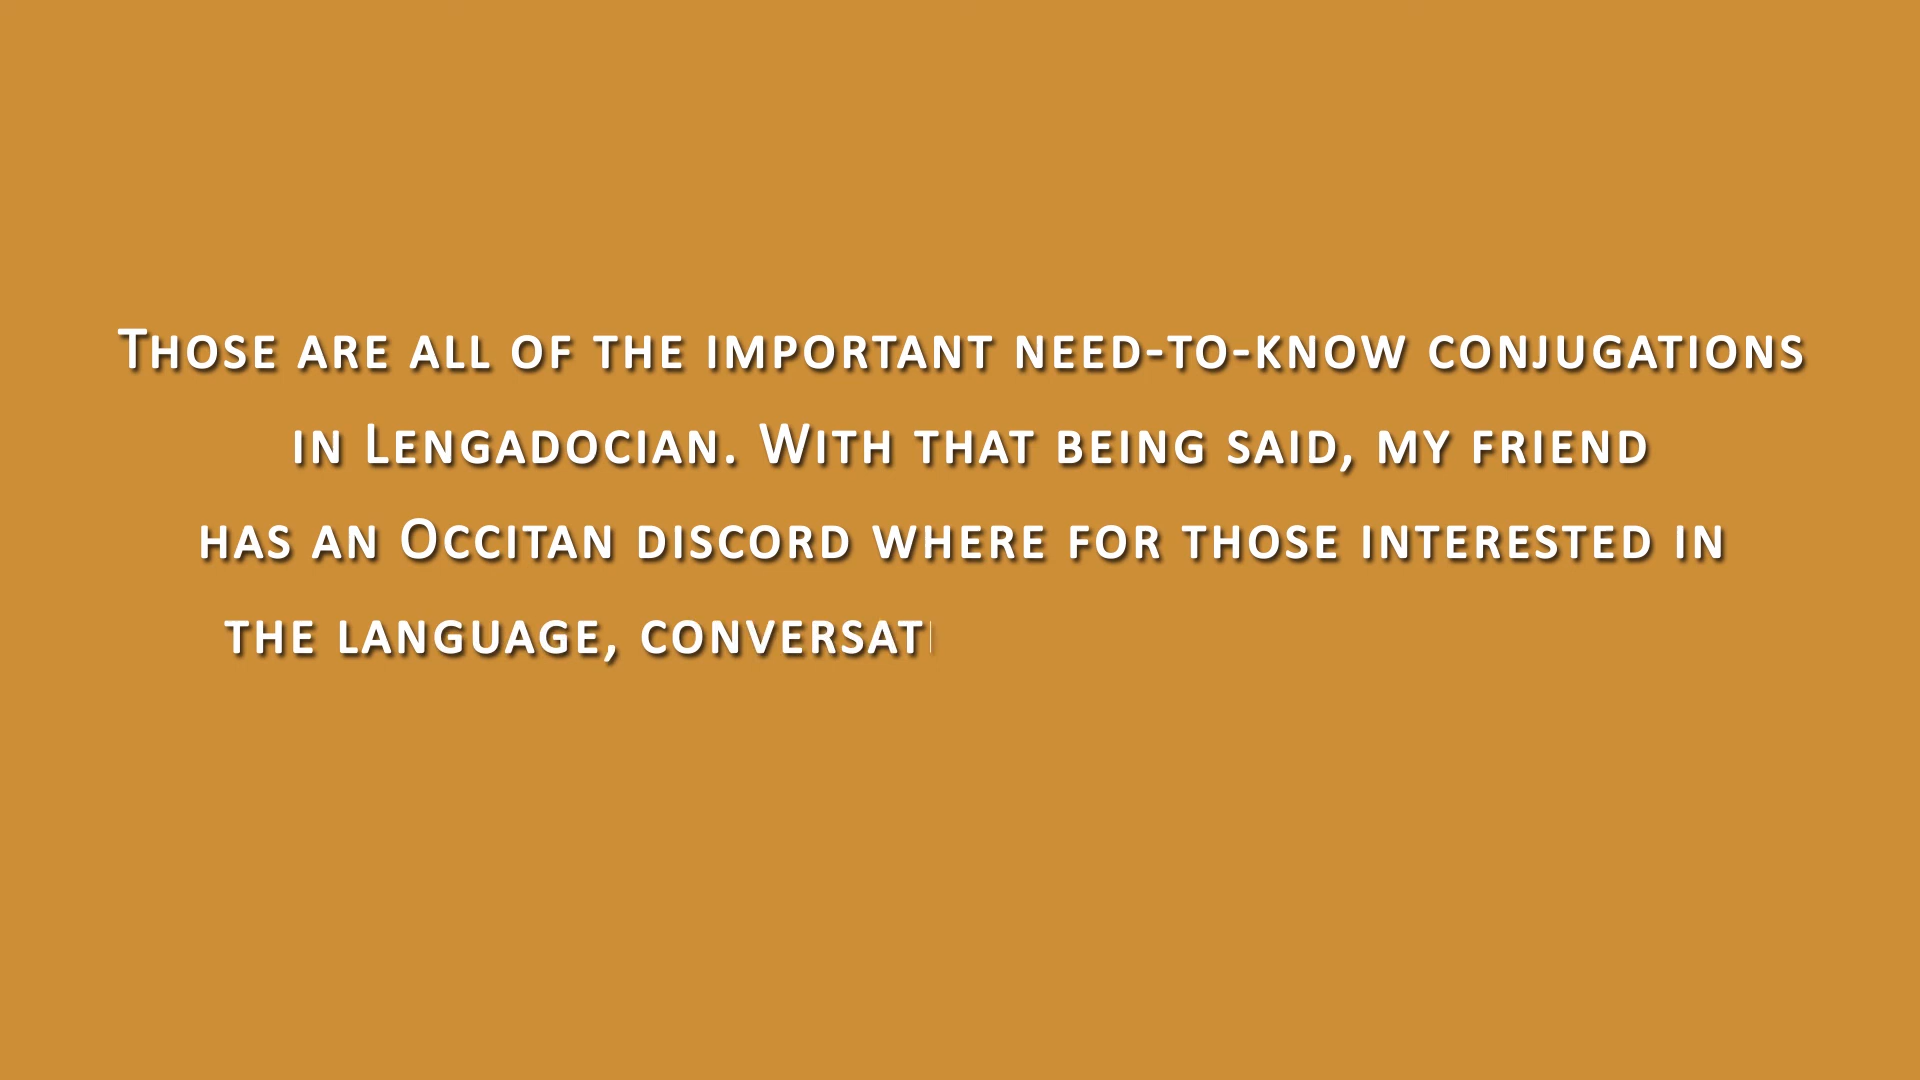 Those are all of the important need-to-know conjugations
in Lengadocian. With that being said, my friend
has an Occitan discord where for those interested in
the language, conversat